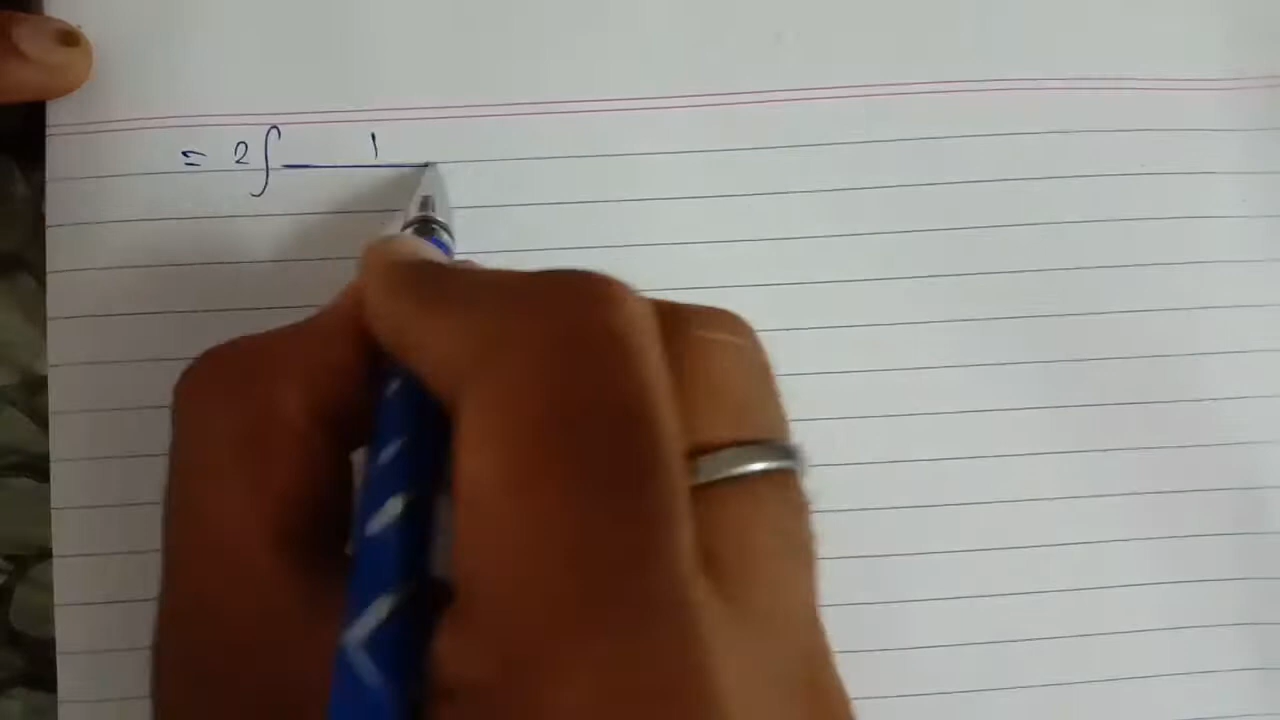 = 2∫ 1/